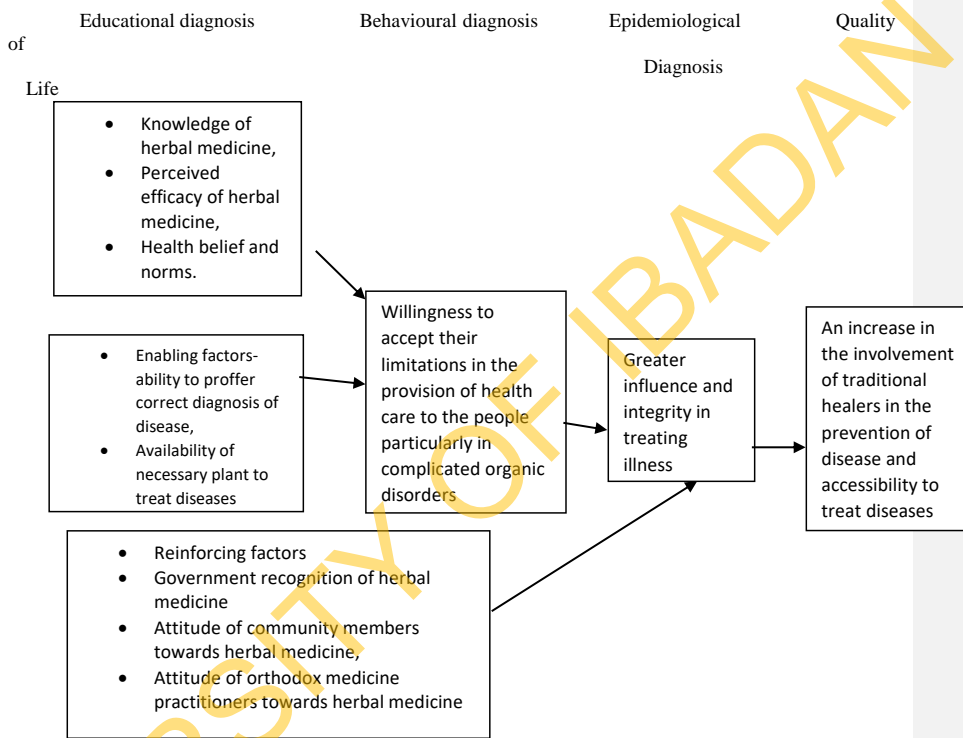 Educational diagnosis Behavioural diagnosis Epidemiological Quality
of
Diagnosis
Life
• Knowledge of
herbal medicine,
• Perceived
efficacy of herbal
medicine,
• Health belief and
norms.
• Enabling factors-
ability to proffer
correct diagnosis of
disease,
• Availability of
necessary plant to
treat diseases
• Reinforcing factors
• Government recognition of herbal
medicine
• Attitude of community members
towards herbal medicine,
• Attitude of orthodox medicine
practitioners towards herbal medicine
Willingness to
accept their
limitations in the
provision of health
care to the people
particularly in
complicated organic
disorders
Greater
influence and
integrity in
treating
illness
An increase in
the involvement
of traditional
healers in the
prevention of
disease and
accessibility to
treat diseases
RSITY OF IBADAN